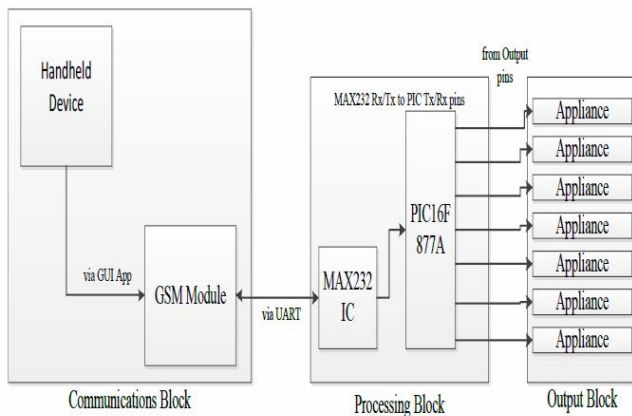 Handheld
Device
via GUI App
GSM Module
Communications Block
via UART
MAX232 Rx/Tx to PIC Tx/Rx pins
MAX232
IC
PIC16F
877A
Processing Block
from Output
pins
Appliance
Appliance
Appliance
Appliance
Appliance
Appliance
Appliance
Output Block